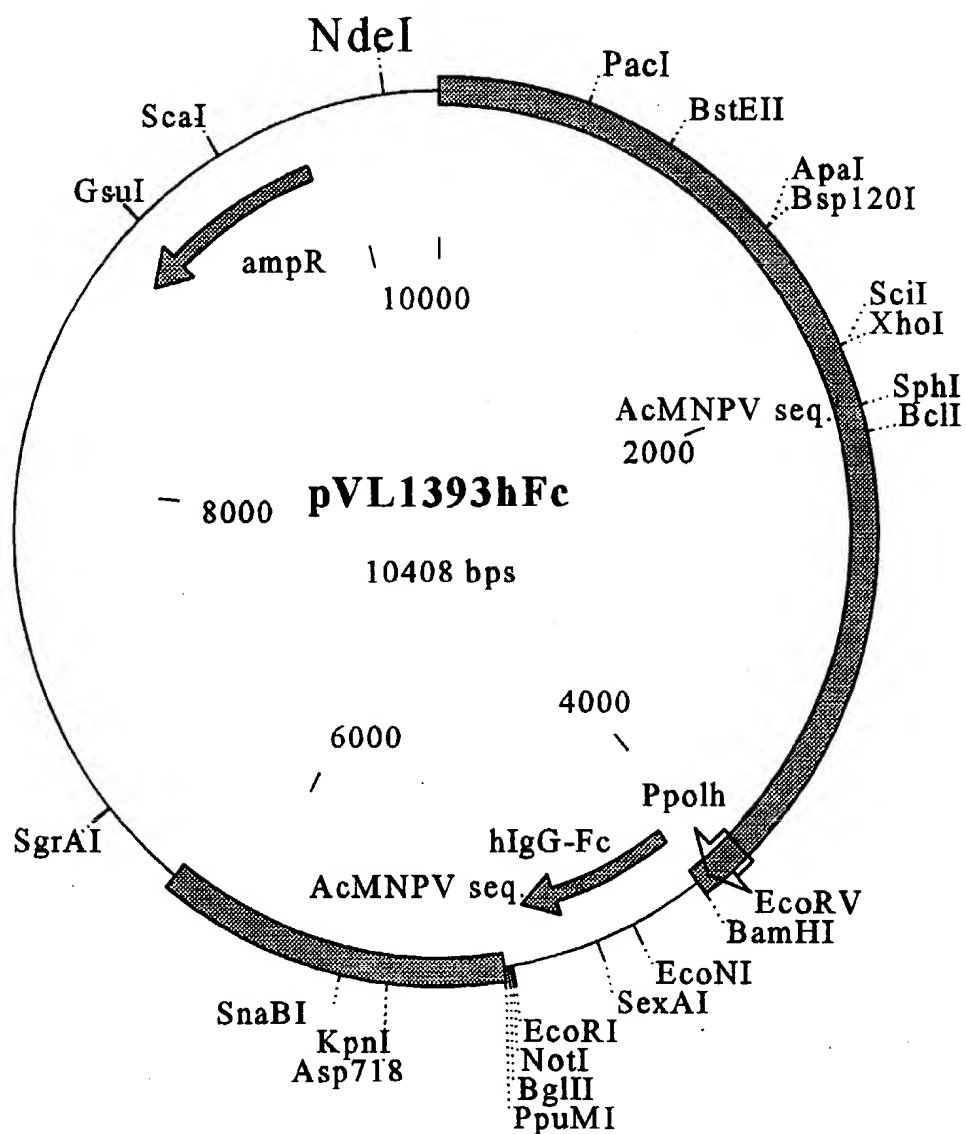 NdeI
PacI
BstEII
ScaI
GsuI
ApaI
Bsp120I
ampR
10000
SciI
XhoI
SphI
BclI
AcMNPV seq.
2000
pVL1393hFc
8000
10408 bps
4000
6000
Ppolh
SgrAI
hIgG-Fc
AcMNPV seq.
EcoRV
BamHI
EcoNI
SexAI
SnaBI
KpnI
Asp718
EcoRI
NotI
BglII
PpuMI